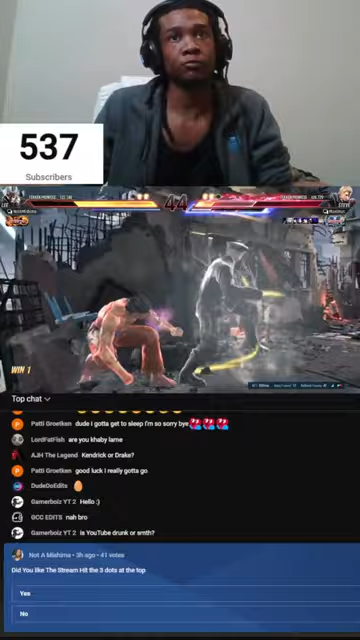 537
Subscribers
44
LEE
STEVE
WIN 1
Top chat
Patti Groetken dude I gotta get to sleep I'm so sorry bye
LordFatFish are you khaby lame
AJH The Legend Kendrick or Drake?
Patti Groetken good luck I really gotta go
DudeDoEdits
Gamerboiz YT 2 Hello :)
GCC EDITS nah bro
Gamerboiz YT 2 is YouTube drunk or smth?
Not A Mishima • 3h ago • 41 votes
Did You like The Stream Hit the 3 dots at the top
Yes
No